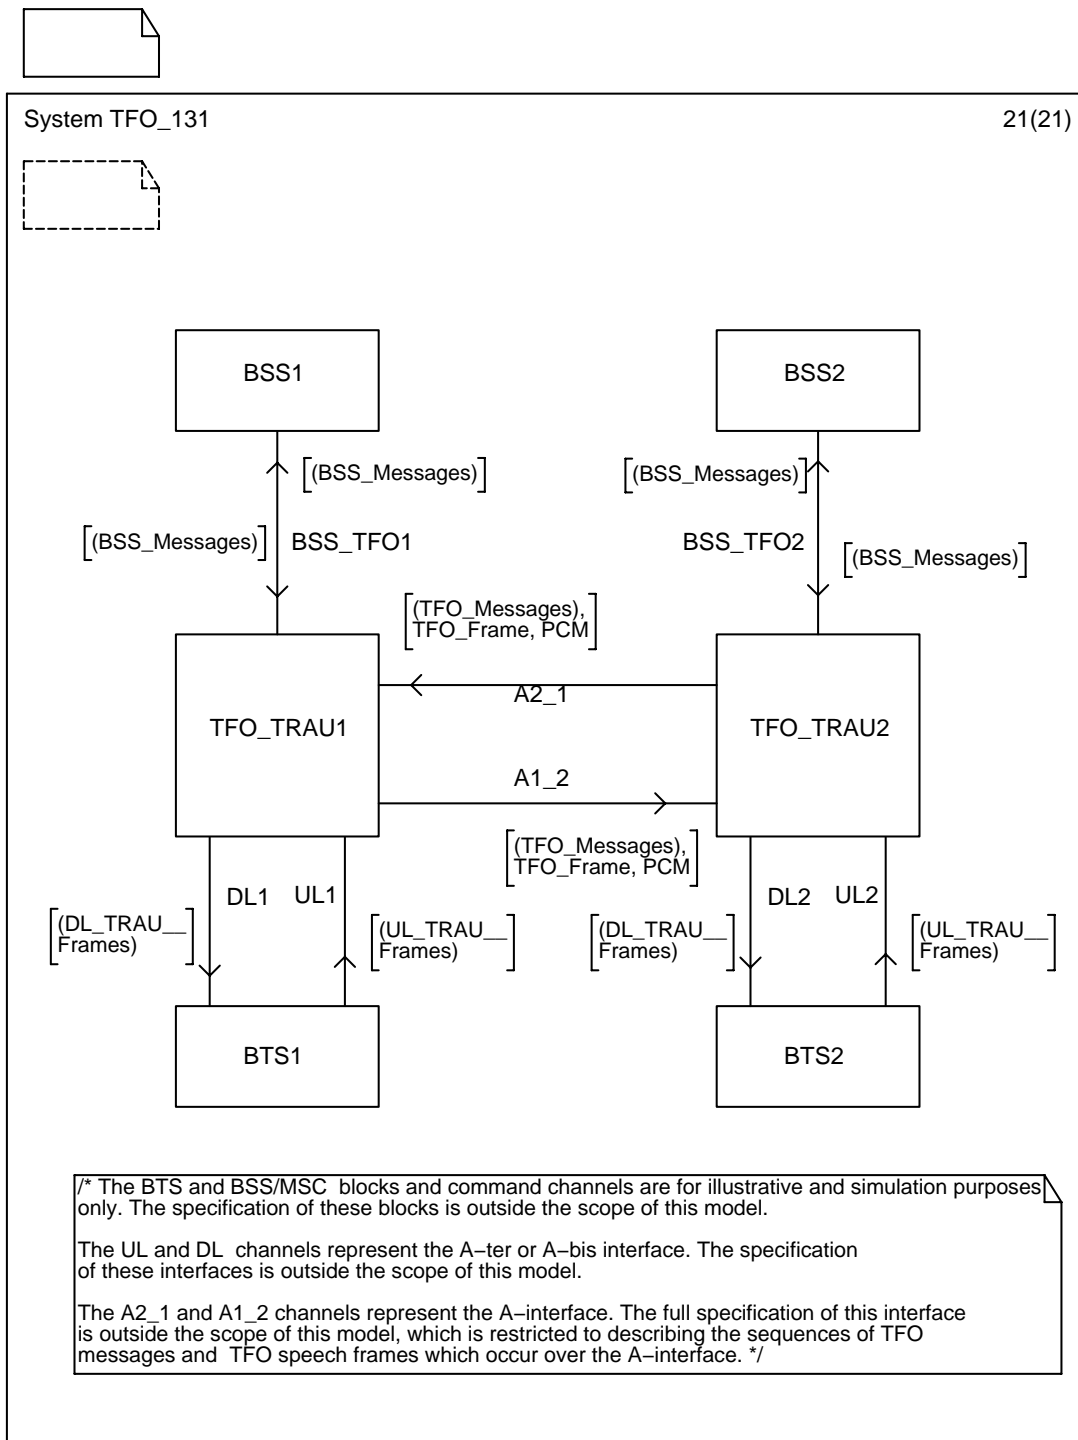 System TFO_131
21(21)
BSS1
BSS2
(BSS_Messages)
(BSS_Messages)
(BSS_Messages)
BSS_TFO1
BSS_TFO2
(BSS_Messages)
(TFO_Messages),
TFO_Frame, PCM
A2_1
TFO_TRAU1
TFO_TRAU2
A1_2
(TFO_Messages),
TFO_Frame, PCM
DL1
UL1
DL2
UL2
(DL_TRAU__
Frames)
(UL_TRAU__
Frames)
(DL_TRAU__
Frames)
(UL_TRAU__
Frames)
BTS1
BTS2
/* The BTS and BSS/MSC  blocks and command channels are for illustrative and simulation purposes
only. The specification of these blocks is outside the scope of this model.
The UL and DL  channels represent the A−ter or A−bis interface. The specification
of these interfaces is outside the scope of this model.
The A2_1 and A1_2 channels represent the A−interface. The full specification of this interface
is outside the scope of this model, which is restricted to describing the sequences of TFO
messages and  TFO speech frames which occur over the A−interface. */